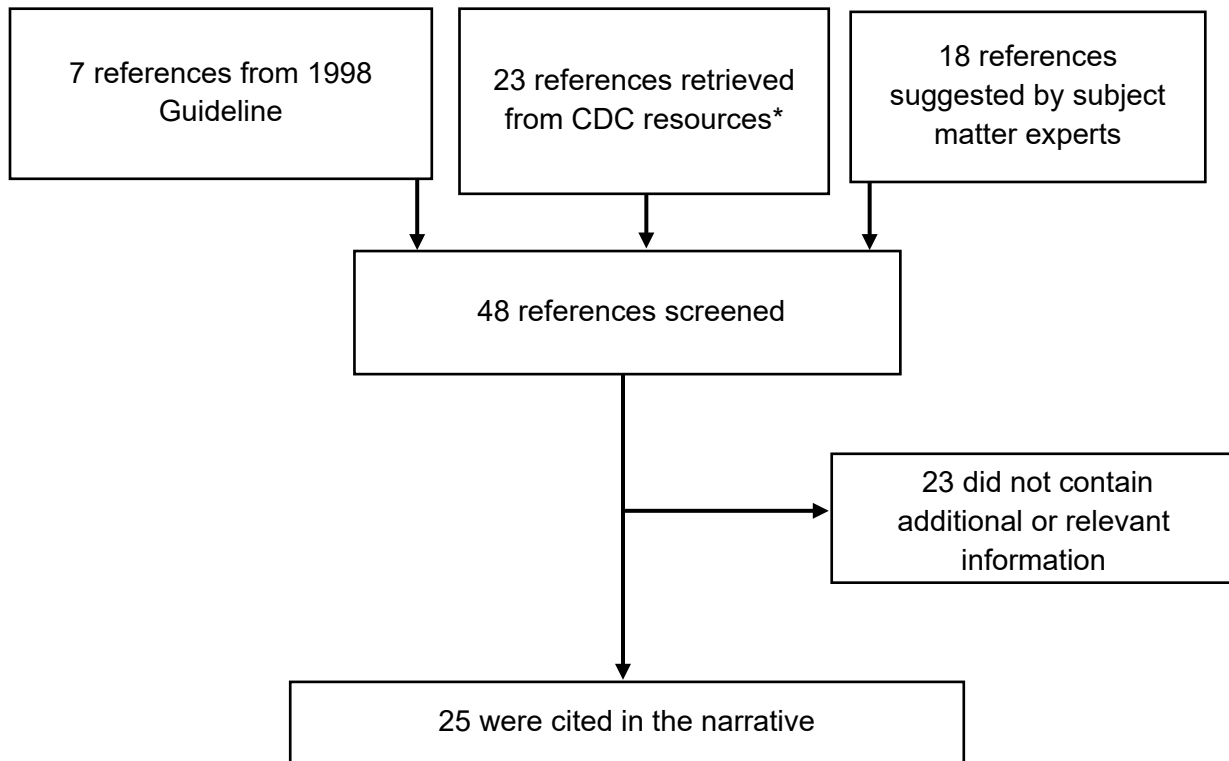 7 references from 1998
Guideline
23 references retrieved
from CDC resources*
18 references
suggested by subject
matter experts
48 references screened
23 did not contain
additional or relevant
information
25 were cited in the narrative